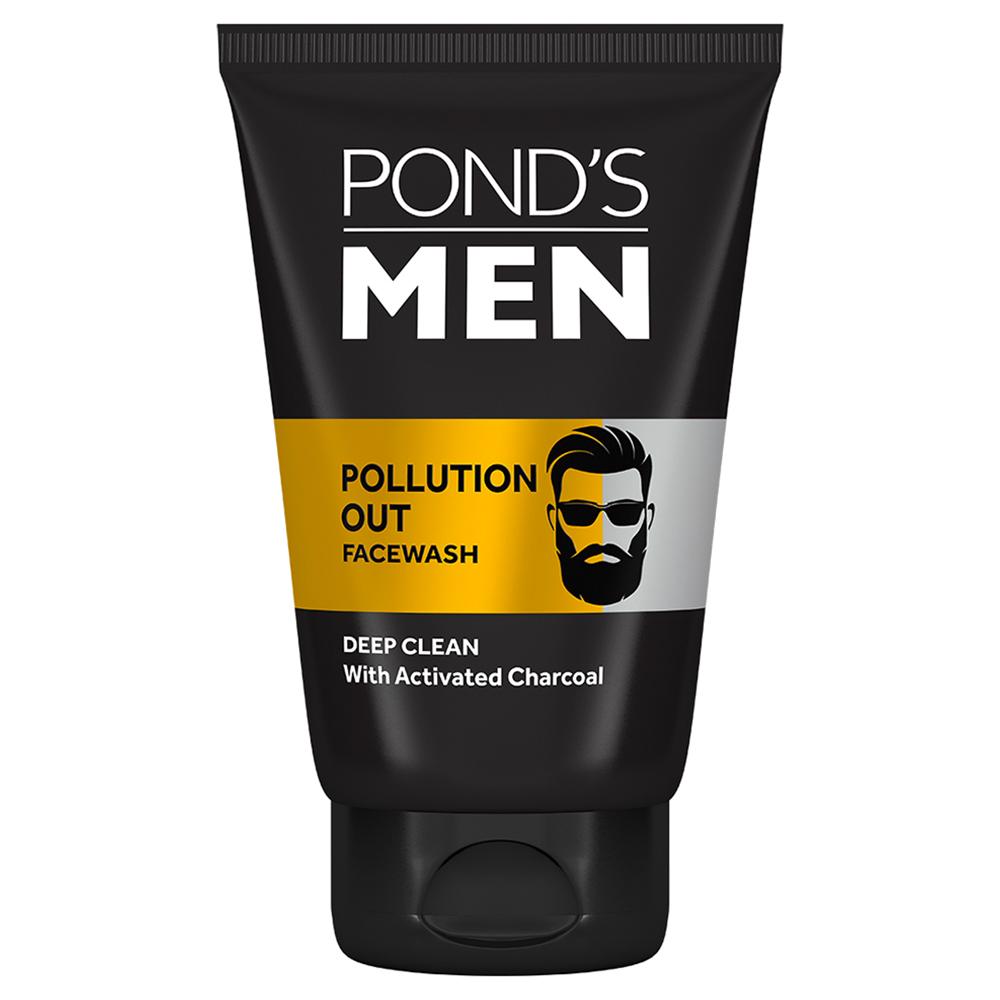 POND'S
MEN
POLLUTION
OUT
FACEWASH
DEEP CLEAN
With Activated Charcoal